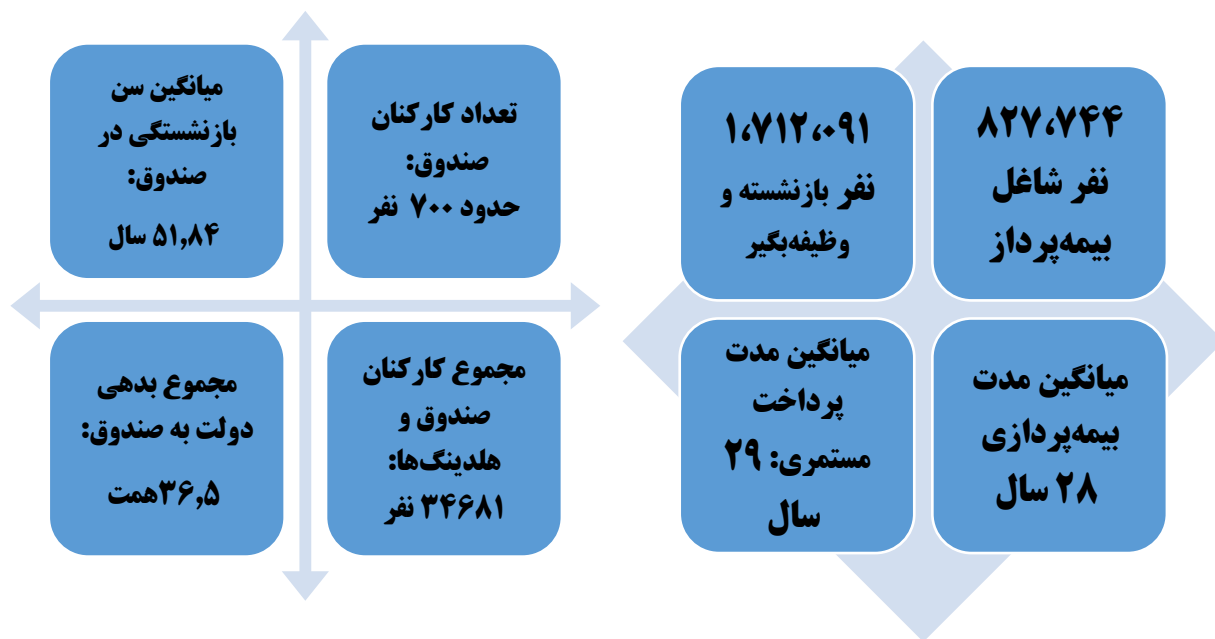 ۸۲۷،۷۴۴
نفر شاغل
بیمه‌پرداز
۱،۷۱۲،۰۹۱
نفر بازنشسته و
وظیفه‌بگیر
میانگین مدت
بیمه‌پردازی
۲۸ سال
میانگین مدت
پرداخت
مستمری: ۲۹
سال
تعداد کارکنان
صندوق:
حدود ۷۰۰ نفر
میانگین سن
بازنشستگی در
صندوق:
۵۱,۸۴ سال
مجموع کارکنان
صندوق و
هلدینگ‌ها:
۳۴۶۸۱ نفر
مجموع بدهی
دولت به صندوق:
۳۶,۵همت